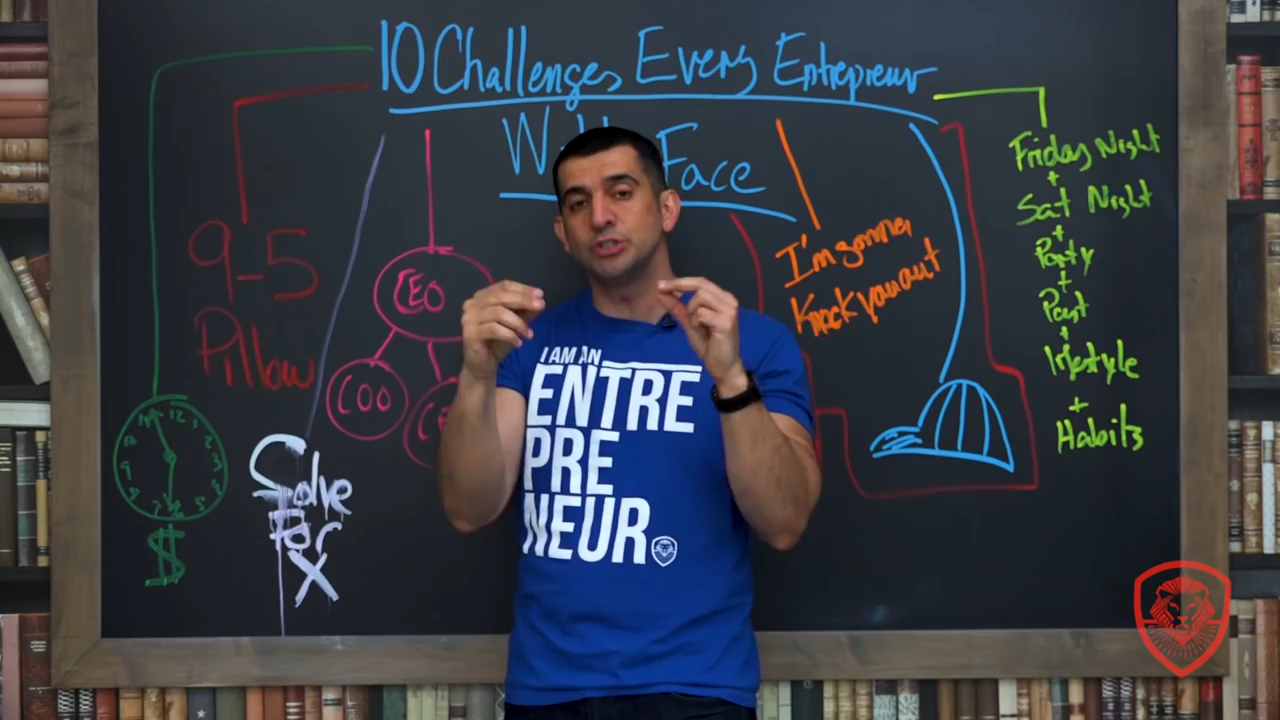 10 Challenges Every Entrepreneur
Face
9-5
Pillow
CEO
COO
Solve
For
X
$
I'm gonna
Knock you out
Friday Night
+
Sat Night
+
Party
+
Past
+
lifestyle
+
Habits
I AM AN
ENTRE
PRE
NEUR.